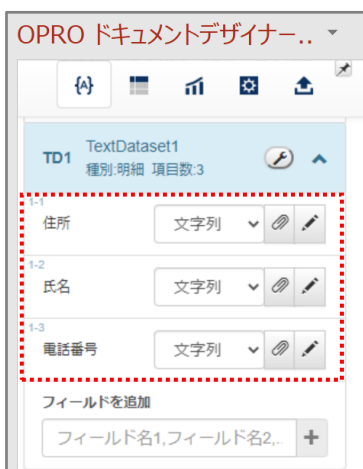 OPRO ドキュメントデザイナー..
{A}
TD1 TextDataset1
種別:明細 項目数:3
1-1
住所 文字列
1-2
氏名 文字列
1-3
電話番号 文字列
フィールドを追加
フィールド名1,フィールド名2,.. +